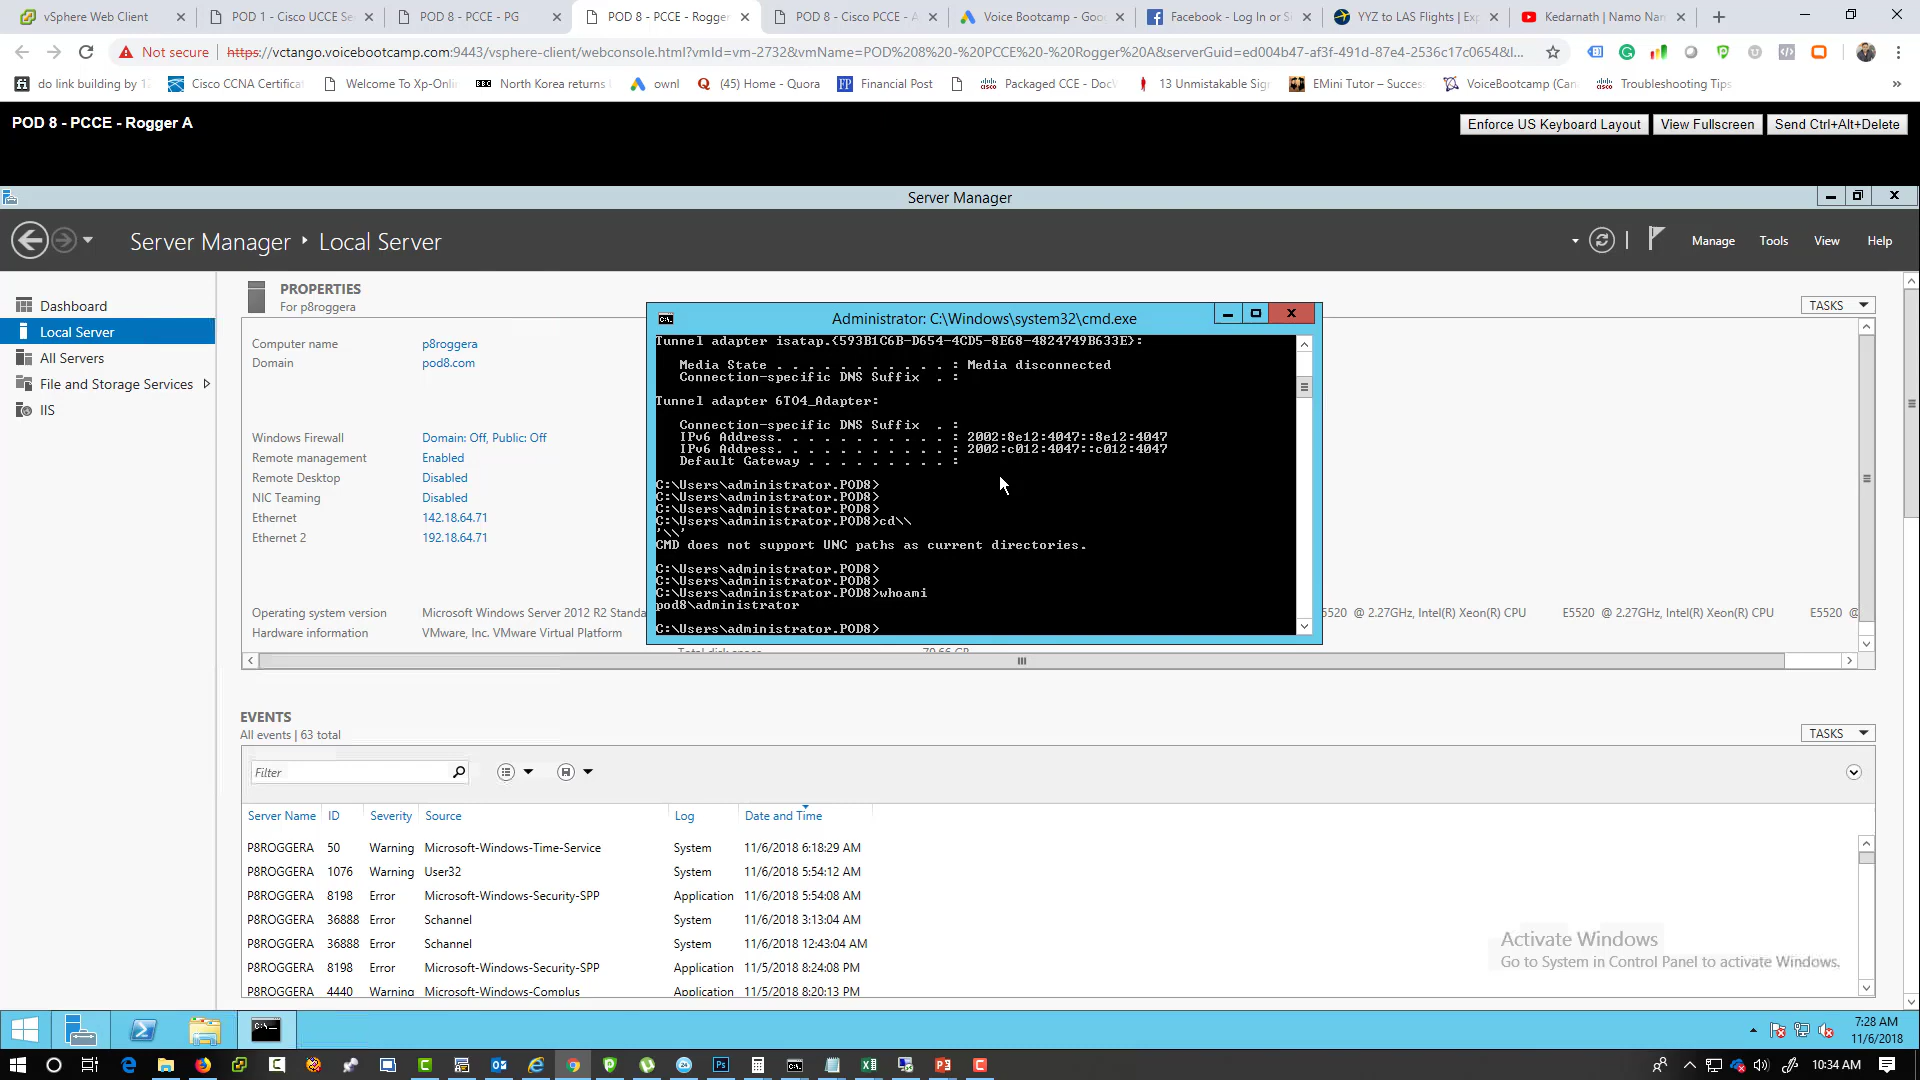 vSphere Web Client
POD 1 - Cisco UCCE Se
POD 8 - PCCE - PG
POD 8 - PCCE - Rogger
POD 8 - Cisco PCCE - A
Voice Bootcamp - Goo
Facebook - Log In or S
YYZ to LAS Flights | Exp
Kedarnath | Namo Nam
Not secure
https://vctango.voicebootcamp.com:9443/vsphere-client/webconsole.html?vmId=vm-2732&vmName=POD%208%20-%20PCCE%20-%20Rogger%20A&serverGuid=ed004b47-af3f-491d-87e4-2536c17c0654&l...
do link building by 1
Cisco CCNA Certificat
Welcome To Xp-Onlin
North Korea returns
ownl
(45) Home - Quora
Financial Post
Packaged CCE - DocW
13 Unmistakable Sig
EMini Tutor – Success
VoiceBootcamp (Can
Troubleshooting Tips
POD 8 - PCCE - Rogger A
Enforce US Keyboard Layout
View Fullscreen
Send Ctrl+Alt+Delete
Server Manager
Server Manager ‣ Local Server
Manage
Tools
View
Help
Dashboard
Local Server
All Servers
File and Storage Services
IIS
PROPERTIES
For p8roggera
TASKS
Computer name p8roggera
Domain pod8.com
Windows Firewall Domain: Off, Public: Off
Remote management Enabled
Remote Desktop Disabled
NIC Teaming Disabled
Ethernet 142.18.64.71
Ethernet 2 192.18.64.71
Operating system version Microsoft Windows Server 2012 R2 Standa
Hardware information VMware, Inc. VMware Virtual Platform
E5520 @ 2.27GHz, Intel(R) Xeon(R) CPU E5520 @ 2.27GHz, Intel(R) Xeon(R) CPU E5520 @
Total disk space 79.66 GB
Administrator: C:\Windows\system32\cmd.exe
Tunnel adapter isatap.{593B1C6B-D654-4CD5-8E68-4824749B633E}:
Media State . . . . . . . . . . . : Media disconnected
Connection-specific DNS Suffix . :
Tunnel adapter 6TO4_Adapter:
Connection-specific DNS Suffix . :
IPv6 Address. . . . . . . . . . . : 2002:8e12:4047::8e12:4047
IPv6 Address. . . . . . . . . . . : 2002:c012:4047::c012:4047
Default Gateway . . . . . . . . . :
C:\Users\administrator.POD8>
C:\Users\administrator.POD8>
C:\Users\administrator.POD8>
C:\Users\administrator.POD8>cd\\
'\\'
CMD does not support UNC paths as current directories.
C:\Users\administrator.POD8>
C:\Users\administrator.POD8>
C:\Users\administrator.POD8>whoami
pod8\administrator
C:\Users\administrator.POD8>
EVENTS
All events | 63 total
TASKS
Filter
Server Name ID Severity Source Log Date and Time
P8ROGGERA 50 Warning Microsoft-Windows-Time-Service System 11/6/2018 6:18:29 AM
P8ROGGERA 1076 Warning User32 System 11/6/2018 5:54:12 AM
P8ROGGERA 8198 Error Microsoft-Windows-Security-SPP Application 11/6/2018 5:54:08 AM
P8ROGGERA 36888 Error Schannel System 11/6/2018 3:13:04 AM
P8ROGGERA 36888 Error Schannel System 11/6/2018 12:43:04 AM
P8ROGGERA 8198 Error Microsoft-Windows-Security-SPP Application 11/5/2018 8:24:08 PM
P8ROGGERA 4440 Warning Microsoft-Windows-Complus Application 11/5/2018 8:20:13 PM
Activate Windows
Go to System in Control Panel to activate Windows.
7:28 AM
11/6/2018
10:34 AM